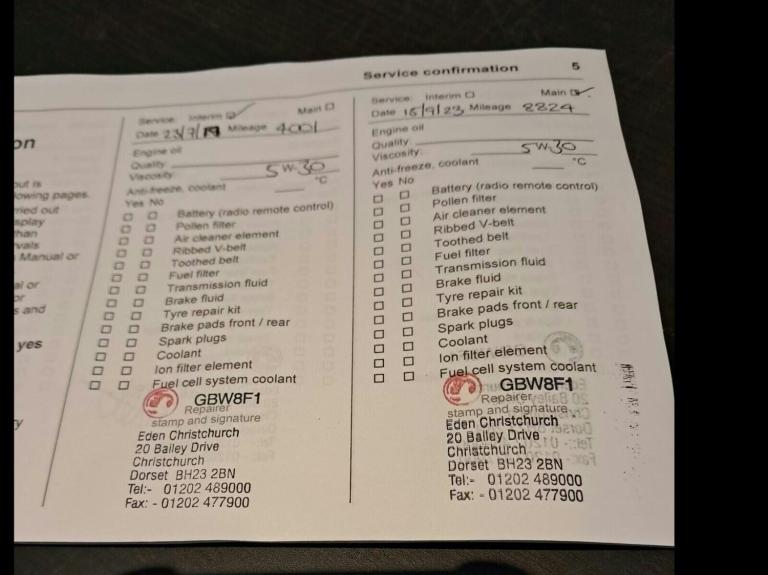 Service confirmation 5
on
out is
lowing pages.
rried out
splay
than
vals
Manual or
al or
or
s and
yes
y
Service: Interim Main
Date 23/7/ Mileage 4001
Engine oil
Quality
Viscosity: 5W-30
Anti-freeze, coolant °C
Yes No
Battery (radio remote control)
Pollen filter
Air cleaner element
Ribbed V-belt
Toothed belt
Fuel filter
Transmission fluid
Brake fluid
Tyre repair kit
Brake pads front / rear
Spark plugs
Coolant
Ion filter element
Fuel cell system coolant
GBW8F1
Repairer
stamp and signature
Eden Christchurch
20 Bailey Drive
Christchurch
Dorset BH23 2BN
Tel:- 01202 489000
Fax: - 01202 477900
Service: Interim Main
Date 15/9/23 Mileage 8824
Engine oil
Quality
Viscosity: 5W-30
Anti-freeze, coolant °C
Yes No
Battery (radio remote control)
Pollen filter
Air cleaner element
Ribbed V-belt
Toothed belt
Fuel filter
Transmission fluid
Brake fluid
Tyre repair kit
Brake pads front / rear
Spark plugs
Coolant
Ion filter element
Fuel cell system coolant
GBW8F1
Repairer
stamp and signature
Eden Christchurch
20 Bailey Drive
Christchurch
Dorset BH23 2BN
Tel:- 01202 489000
Fax: - 01202 477900